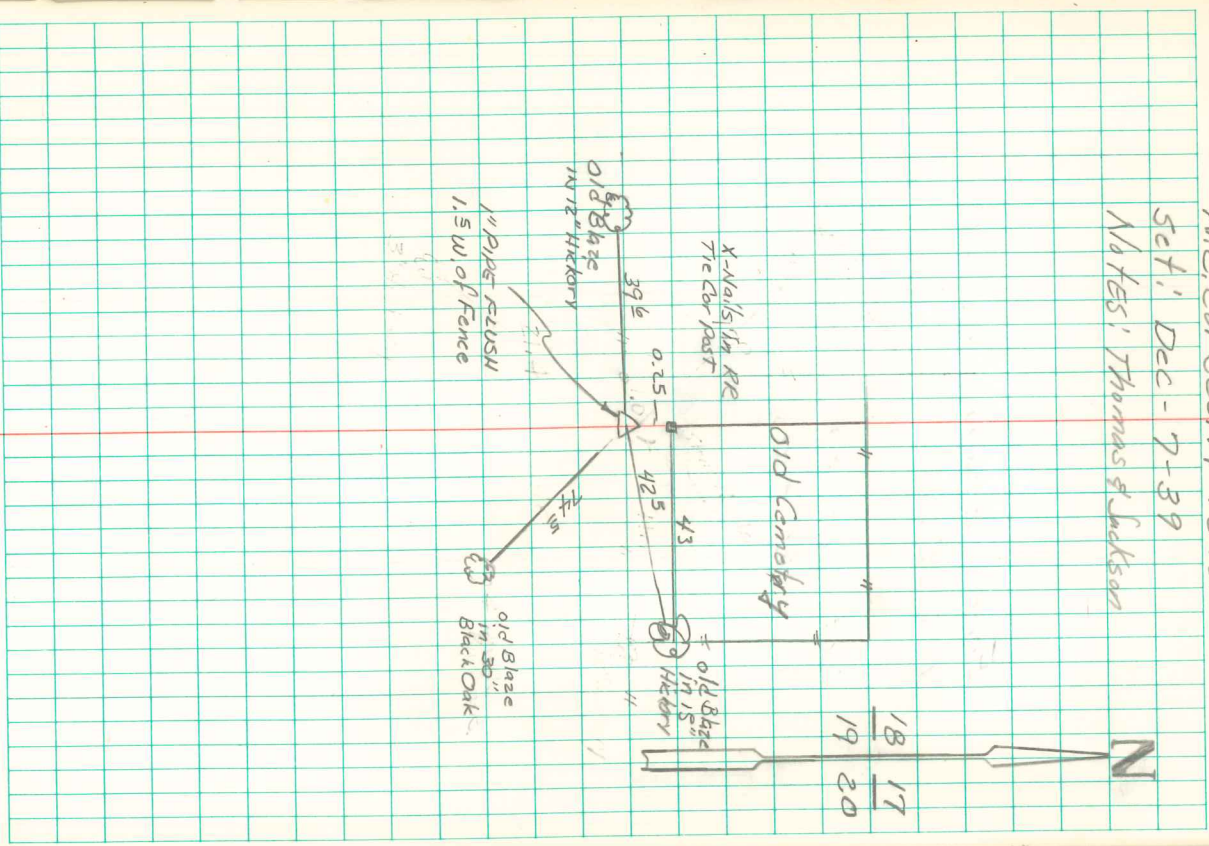 Set: Dec-7-39
Notes: Thomas & Jackson
N
18 17
19 20
Old Cemetery
X-Nails in RR
Tie Cor post
0.25
43
= old Blaze
in 15"
Hickory
39 6
42 5
Old Blaze
IN 12" Hickory
1" PIPE FLUSH
1.5 W. of Fence
old Blaze
in 30"
Black Oak